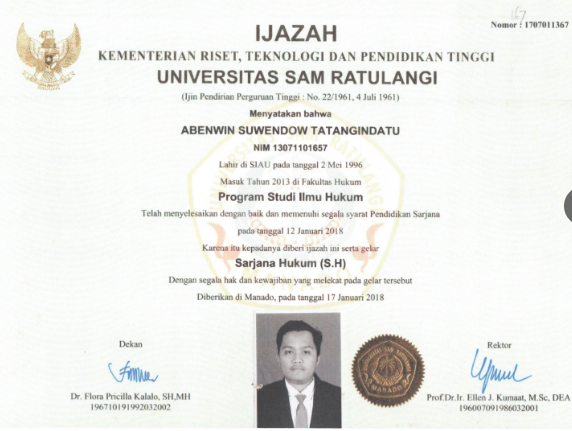 Nomor : 1707011367
IJAZAH
KEMENTERIAN RISET, TEKNOLOGI DAN PENDIDIKAN TINGGI
UNIVERSITAS SAM RATULANGI
(Ijin Pendirian Perguruan Tinggi : No. 22/1961, 4 Juli 1961)
Menyatakan bahwa
ABENWIN SUWENDOW TATANGINDATU
NIM 13071101657
Lahir di SIAU pada tanggal 2 Mei 1996
Masuk Tahun 2013 di Fakultas Hukum
Program Studi Ilmu Hukum
Telah menyelesaikan dengan baik dan memenuhi segala syarat Pendidikan Sarjana
pada tanggal 12 Januari 2018
Karena itu kepadanya diberi ijazah ini serta gelar
Sarjana Hukum (S.H)
Dengan segala hak dan kewajiban yang melekat pada gelar tersebut
Diberikan di Manado, pada tanggal 17 Januari 2018
Dekan
Dr. Flora Pricilla Kalalo, SH,MH
196710191992032002
MANADO
Rektor
Prof.Dr.Ir. Ellen J. Kumaat, M.Sc, DEA
196007091986032001